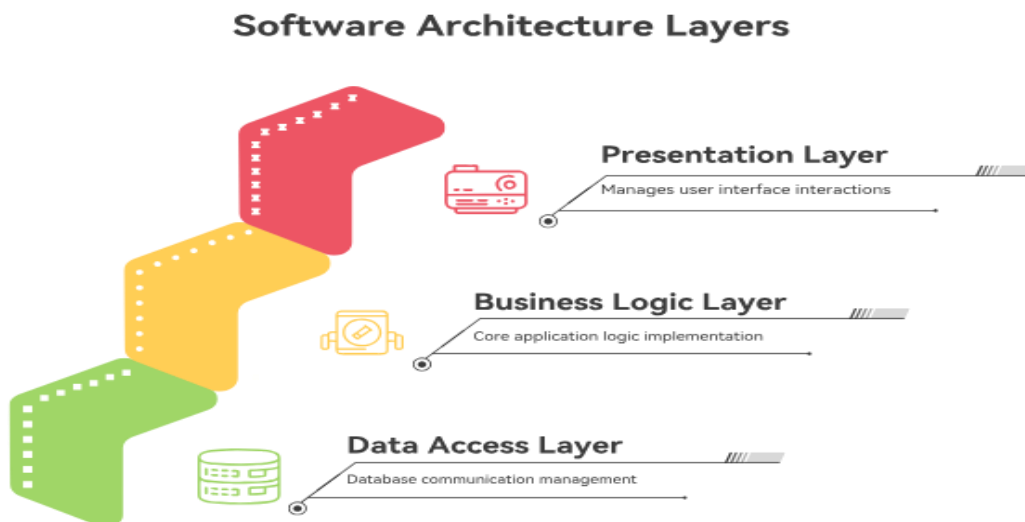 Software Architecture Layers
Presentation Layer
Manages user interface interactions
Business Logic Layer
Core application logic implementation
Data Access Layer
Database communication management